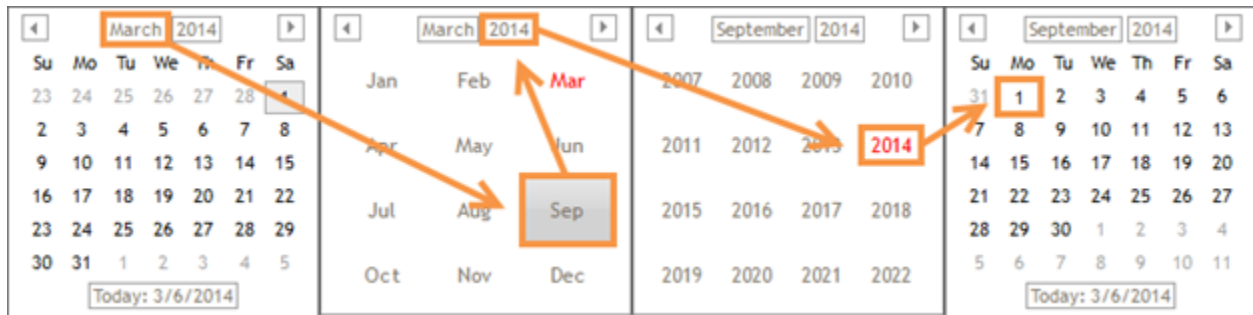 March 2014
Su Mo Tu We Th Fr Sa
23 24 25 26 27 28 1
2 3 4 5 6 7 8
9 10 11 12 13 14 15
16 17 18 19 20 21 22
23 24 25 26 27 28 29
30 31 1 2 3 4 5
Today: 3/6/2014
March 2014
Jan Feb Mar
Apr May Jun
Jul Aug Sep
Oct Nov Dec
September 2014
2007 2008 2009 2010
2011 2012 2013 2014
2015 2016 2017 2018
2019 2020 2021 2022
September 2014
Su Mo Tu We Th Fr Sa
31 1 2 3 4 5 6
7 8 9 10 11 12 13
14 15 16 17 18 19 20
21 22 23 24 25 26 27
28 29 30 1 2 3 4
5 6 7 8 9 10 11
Today: 3/6/2014